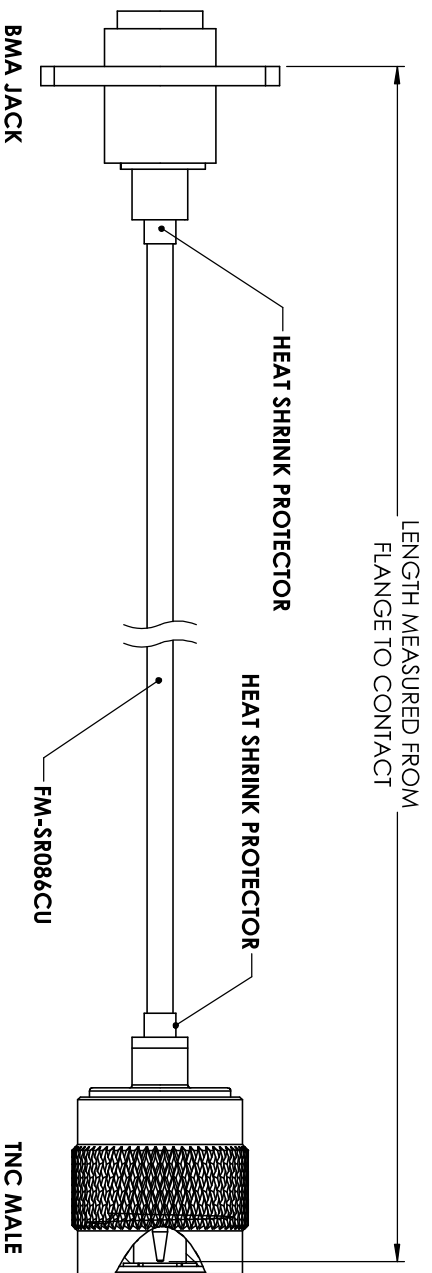 LENGTH MEASURED FROM
FLANGE TO CONTACT
HEAT SHRINK PROTECTOR
HEAT SHRINK PROTECTOR
FM-SR086CU
BMA JACK
TNC MALE